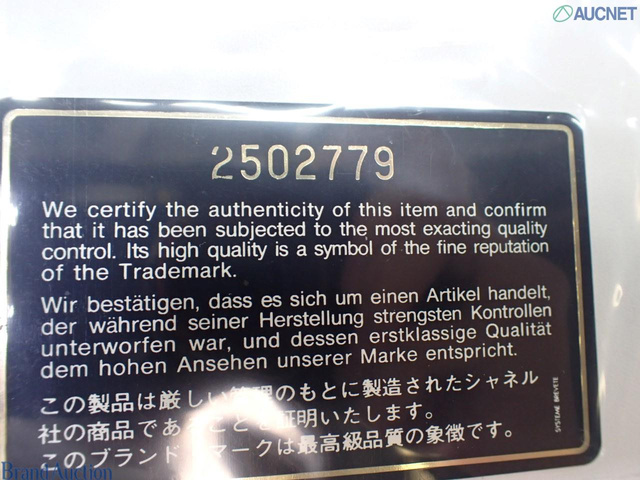 AUCNET
2502779
We certify the authenticity of this item and confirm
that it has been subjected to the most exacting quality
control. Its high quality is a symbol of the fine reputation
of the Trademark.
Wir bestätigen, dass es sich um einen Artikel handelt,
der während seiner Herstellung strengsten Kontrollen
unterworfen war, und dessen erstklassige Qualität
dem hohen Ansehen unserer Marke entspricht.
この製品は厳しい管理のもとに製造されたシャネル
社の商品であることを証明いたします。
このブランド マークは最高級品質の象徴です。
SYSTEME BREVETE
Brand Auction